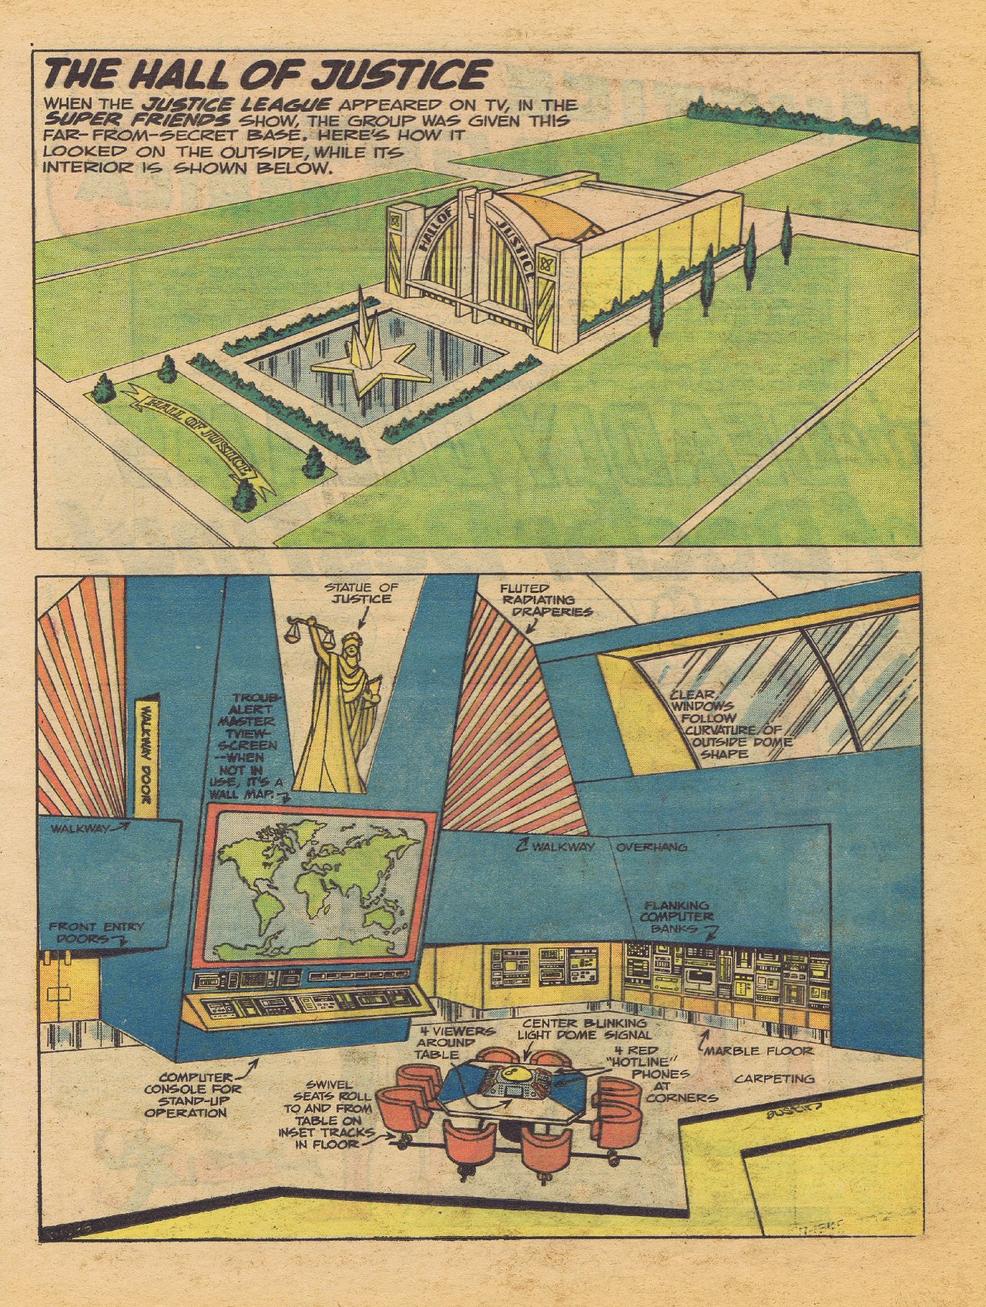 THE HALL OF JUSTICE
WHEN THE JUSTICE LEAGUE APPEARED ON TV, IN THE
SUPER FRIENDS SHOW, THE GROUP WAS GIVEN THIS
FAR-FROM-SECRET BASE. HERE'S HOW IT
LOOKED ON THE OUTSIDE, WHILE ITS
INTERIOR IS SHOWN BELOW.
HALL OF
JUSTICE
HALL OF JUSTICE
STATUE OF
JUSTICE
FLUTED
RADIATING
DRAPERIES
WALKWAY DOOR
TROUB-
ALERT
MASTER
TVIEW-
SCREEN
--WHEN
NOT IN
USE, IT'S A
WALL MAP.
CLEAR,
WINDOWS
FOLLOW
CURVATURE OF
OUTSIDE DOME
SHAPE
WALKWAY
WALKWAY OVERHANG
FRONT ENTRY
DOORS
FLANKING
COMPUTER
BANKS
4 VIEWERS
AROUND
TABLE
CENTER BLINKING
LIGHT DOME SIGNAL
4 RED
"HOTLINE"
PHONES
AT
CORNERS
MARBLE FLOOR
CARPETING
COMPUTER
CONSOLE FOR
STAND-UP
OPERATION
SWIVEL
SEATS ROLL
TO AND FROM
TABLE ON
INSET TRACKS
IN FLOOR